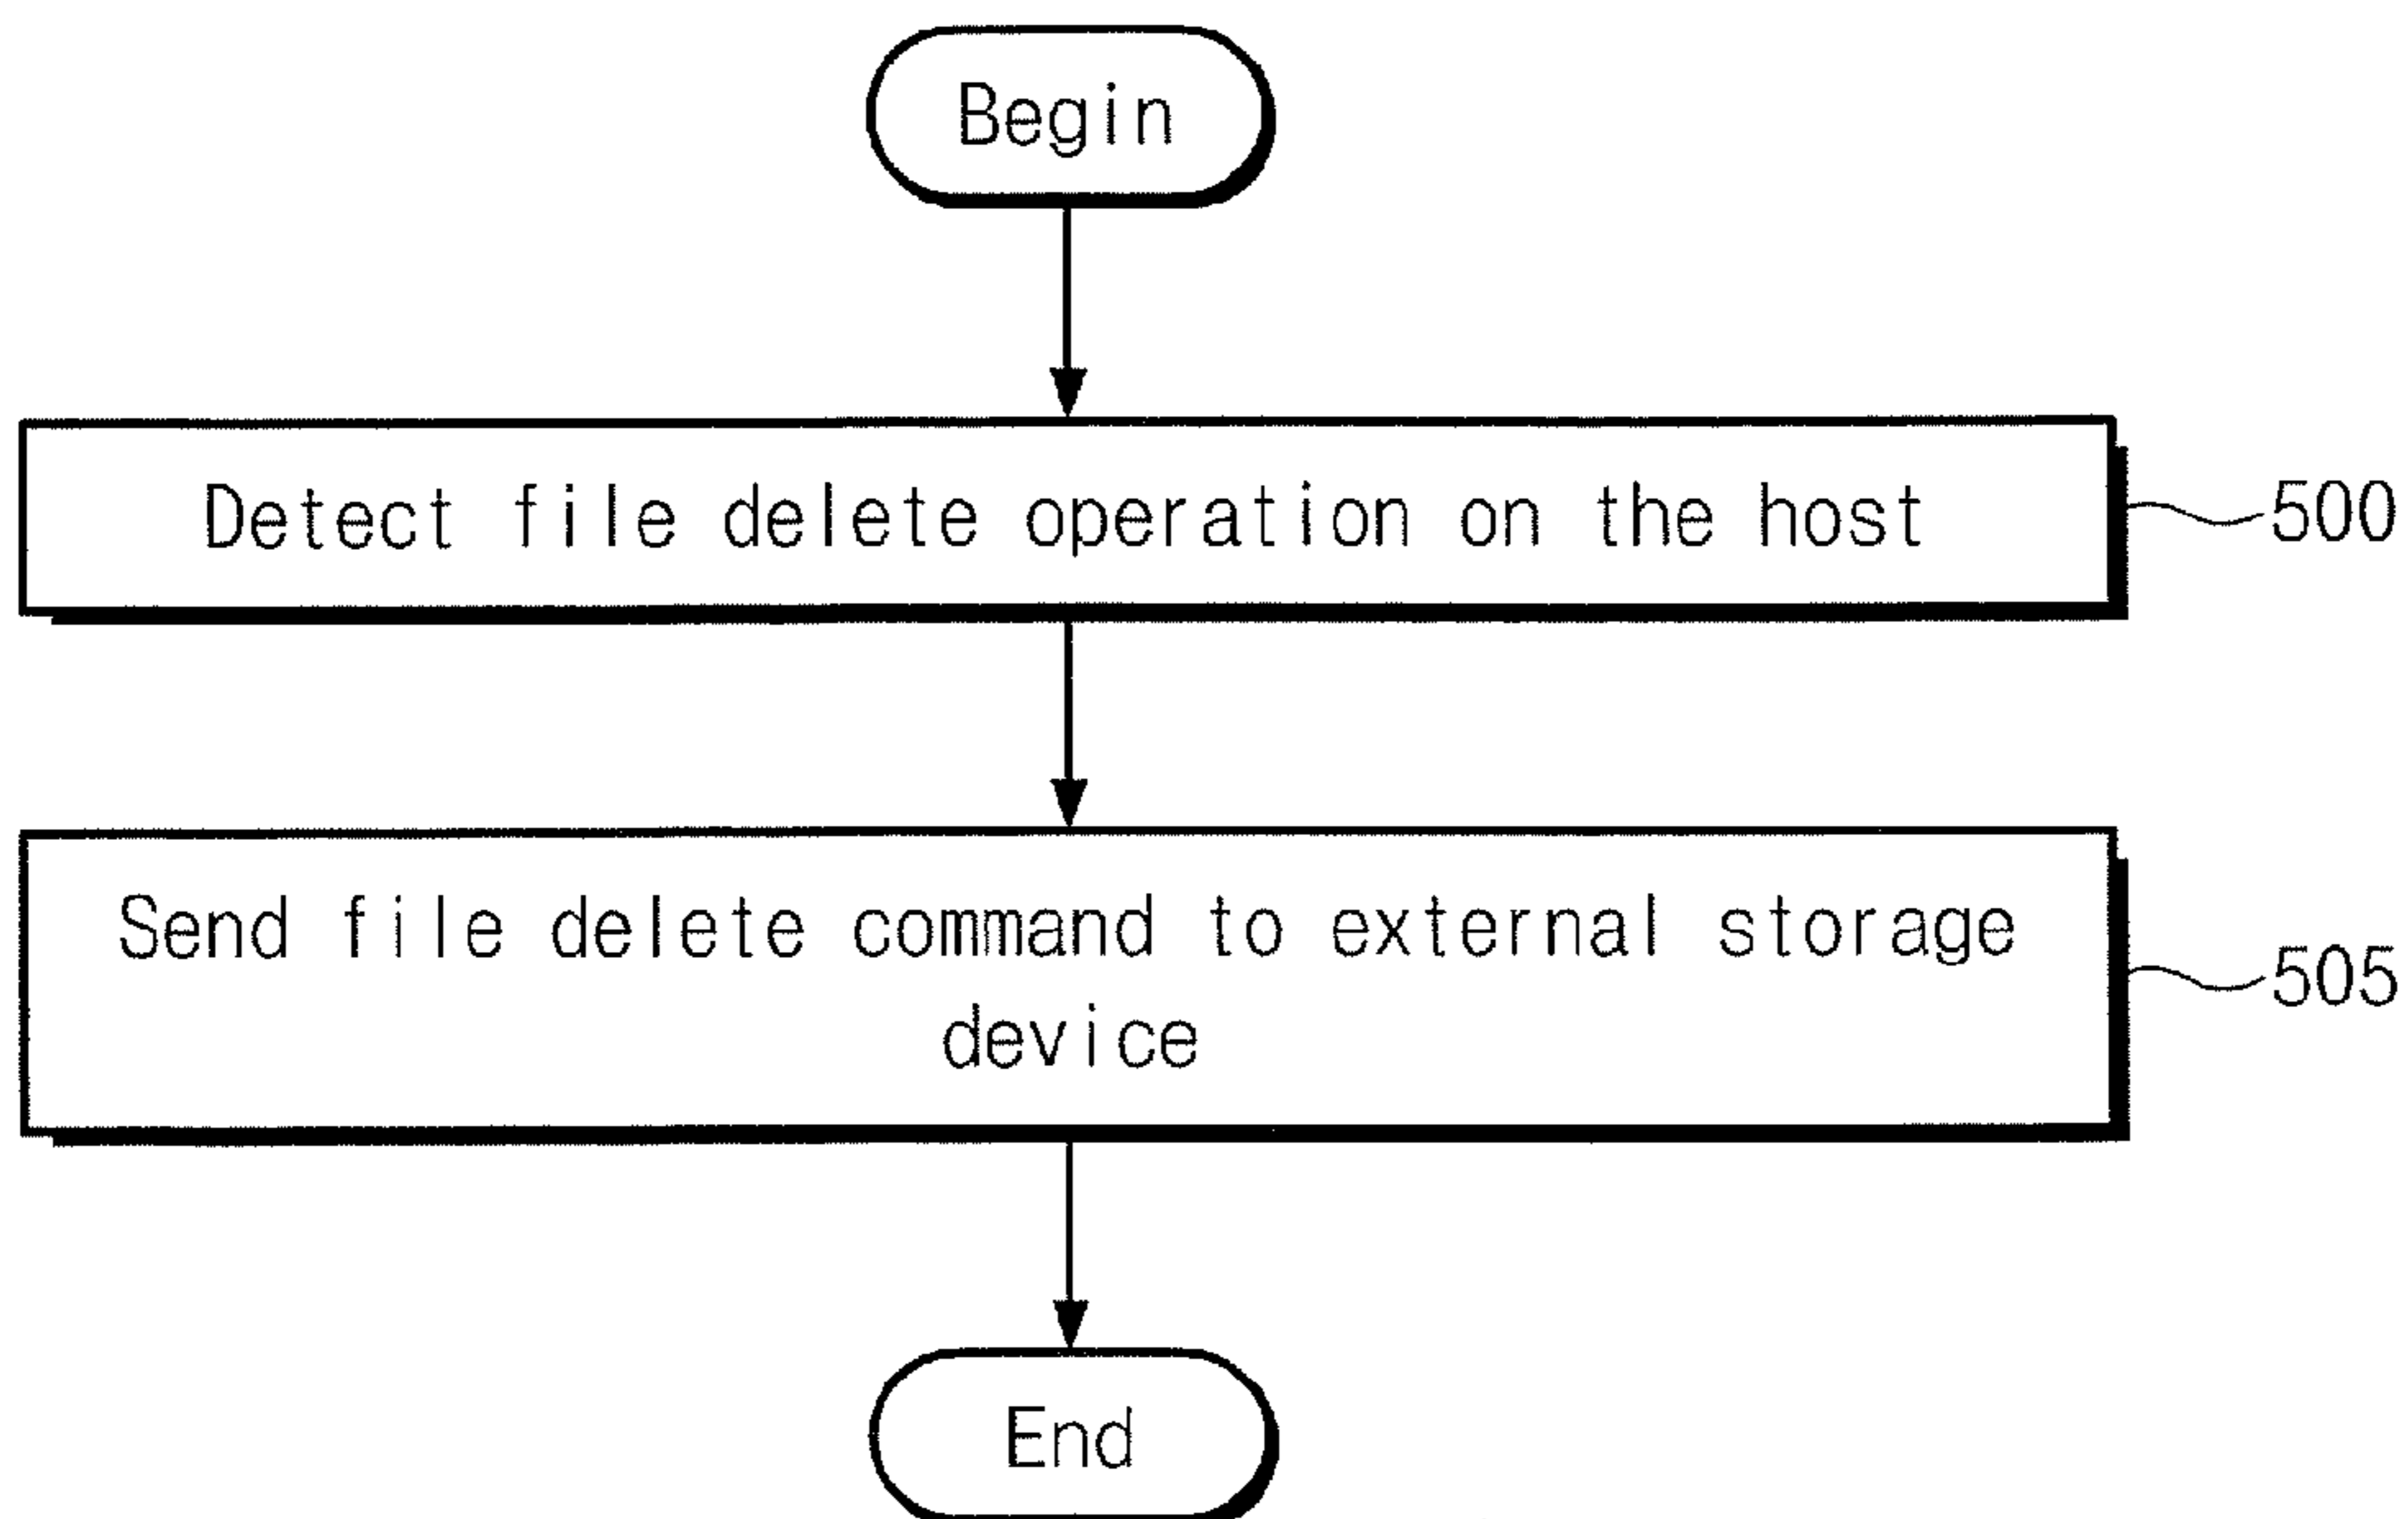 Begin
Detect file delete operation on the host
500
Send file delete command to external storage
device
505
End